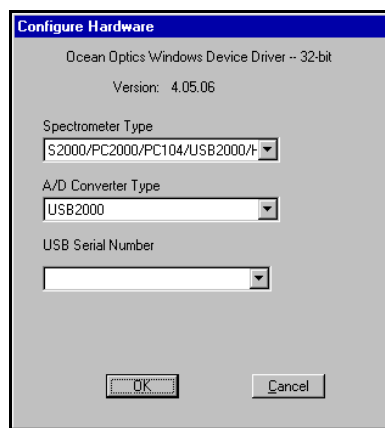 Configure Hardware
Ocean Optics Windows Device Driver -- 32-bit
Version: 4.05.06
Spectrometer Type
S2000/PC2000/PC104/USB2000/H
A/D Converter Type
USB2000
USB Serial Number
OK
Cancel